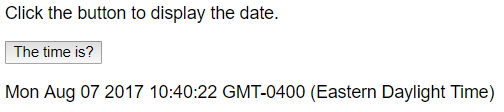 Click the button to display the date.
The time is?
Mon Aug 07 2017 10:40:22 GMT-0400 (Eastern Daylight Time)